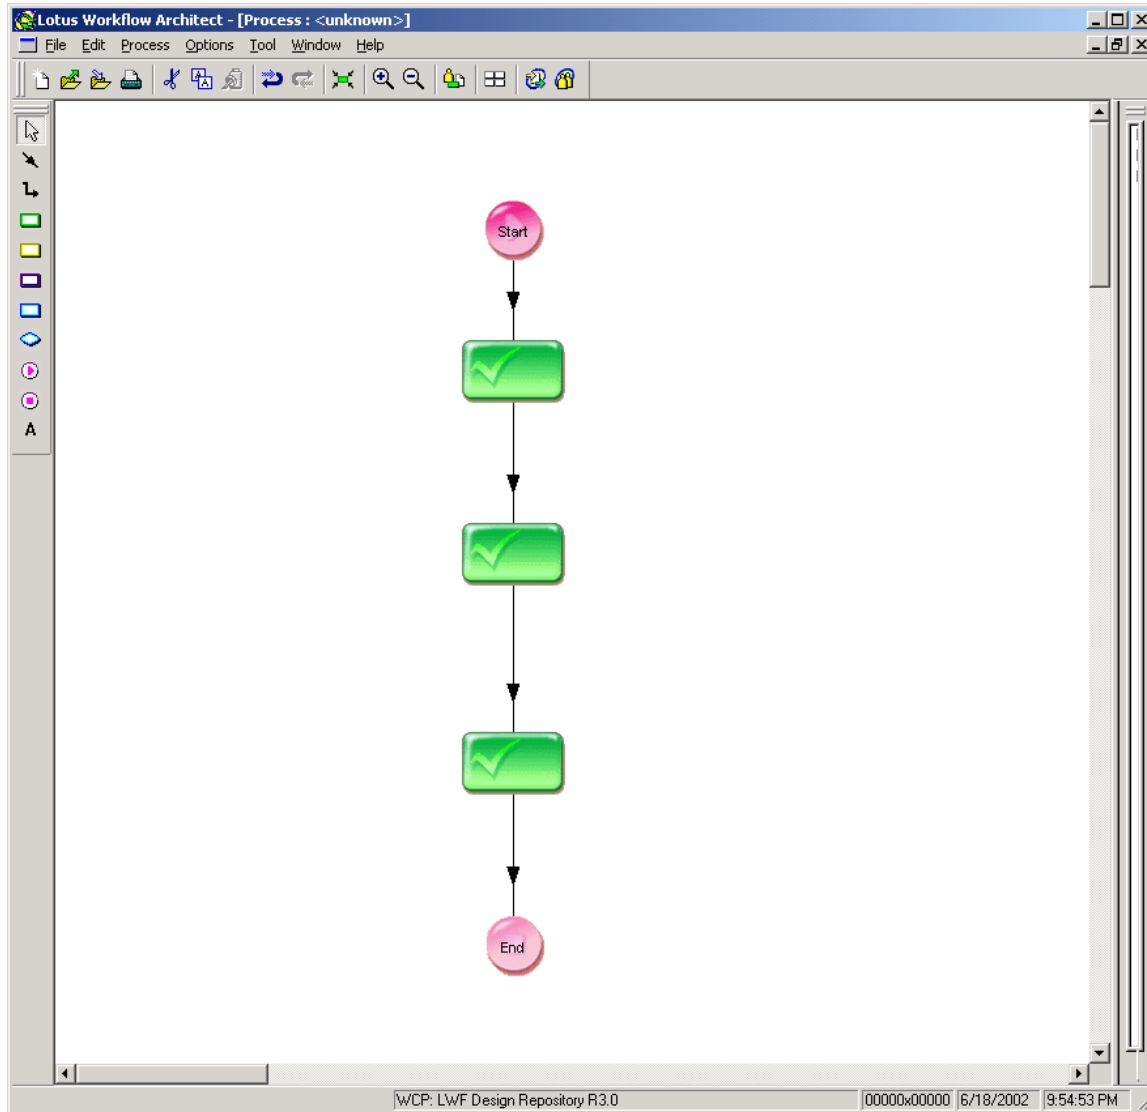 Lotus Workflow Architect - [Process : <unknown>]
File Edit Process Options Tool Window Help
A
Start
End
WCP: LWF Design Repository R3.0 00000x00000 6/18/2002 9:54:53 PM